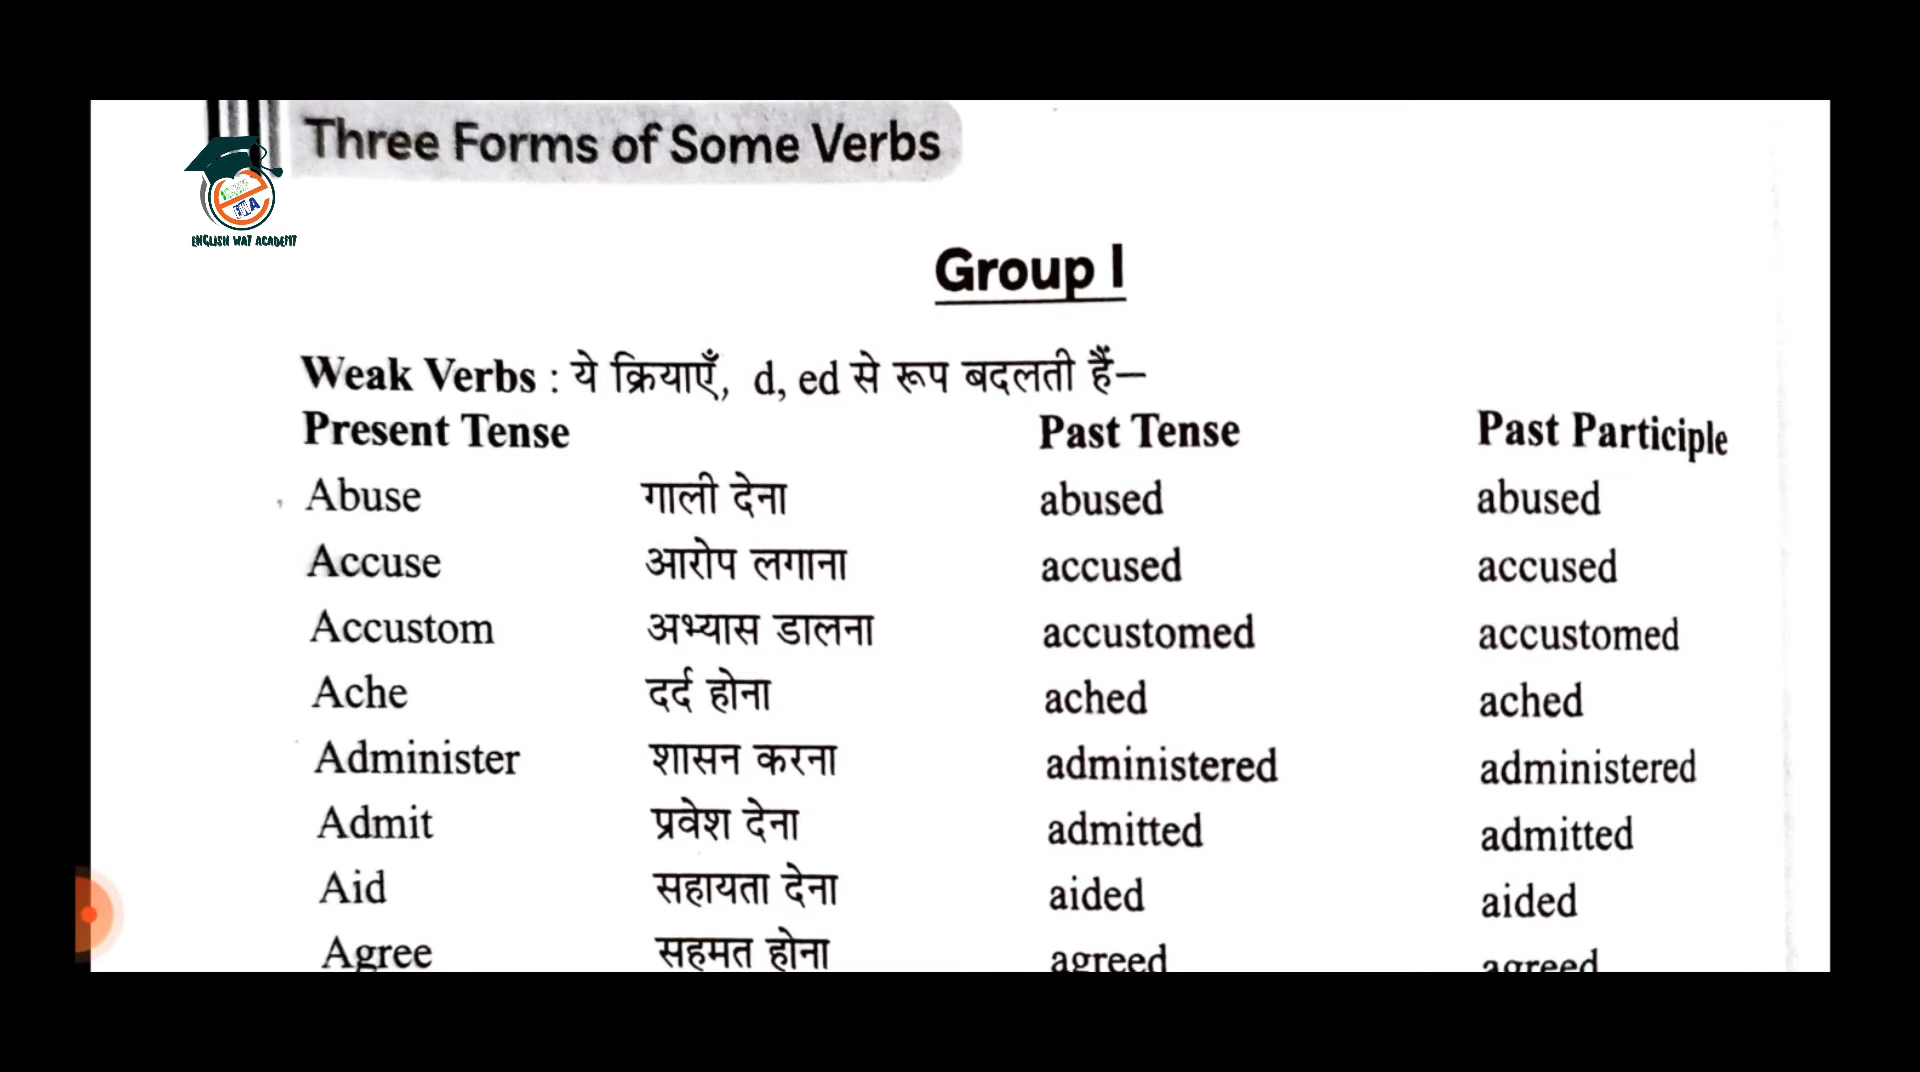 Three Forms of Some Verbs
ENGLISH WAY ACADEMY
Group I
Weak Verbs : ये क्रियाएँ, d, ed से रूप बदलती हैं–
Present Tense Past Tense Past Participle
Abuse गाली देना abused abused
Accuse आरोप लगाना accused accused
Accustom अभ्यास डालना accustomed accustomed
Ache दर्द होना ached ached
Administer शासन करना administered administered
Admit प्रवेश देना admitted admitted
Aid सहायता देना aided aided
Agree सहमत होना agreed agreed